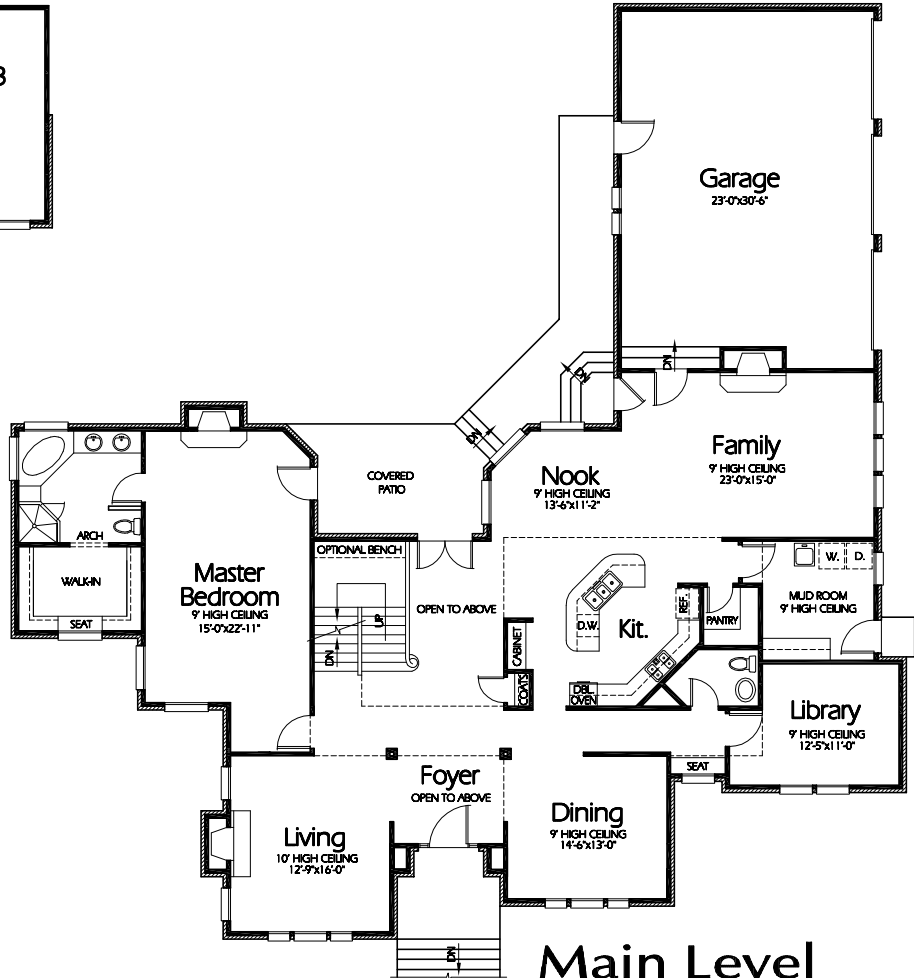 3
Garage
23'-0"x30'-6"
DN
DN
DN
Family
9' HIGH CEILING
23'-0"x15'-0"
Nook
9' HIGH CEILING
13'-6"x11'-2"
COVERED
PATIO
ARCH
WALK-IN
SEAT
Master
Bedroom
9' HIGH CEILING
15'-0"x22'-11"
OPTIONAL BENCH
UP
DN
OPEN TO ABOVE
CABINET
COATS
D.W.
Kit.
REF.
PANTRY
DBL
OVEN
W.
D.
MUD ROOM
9' HIGH CEILING
Library
9' HIGH CEILING
12'-5"x11'-0"
SEAT
Foyer
OPEN TO ABOVE
Dining
9' HIGH CEILING
14'-6"x13'-0"
Living
10' HIGH CEILING
12'-9"x16'-0"
DN
Main Level